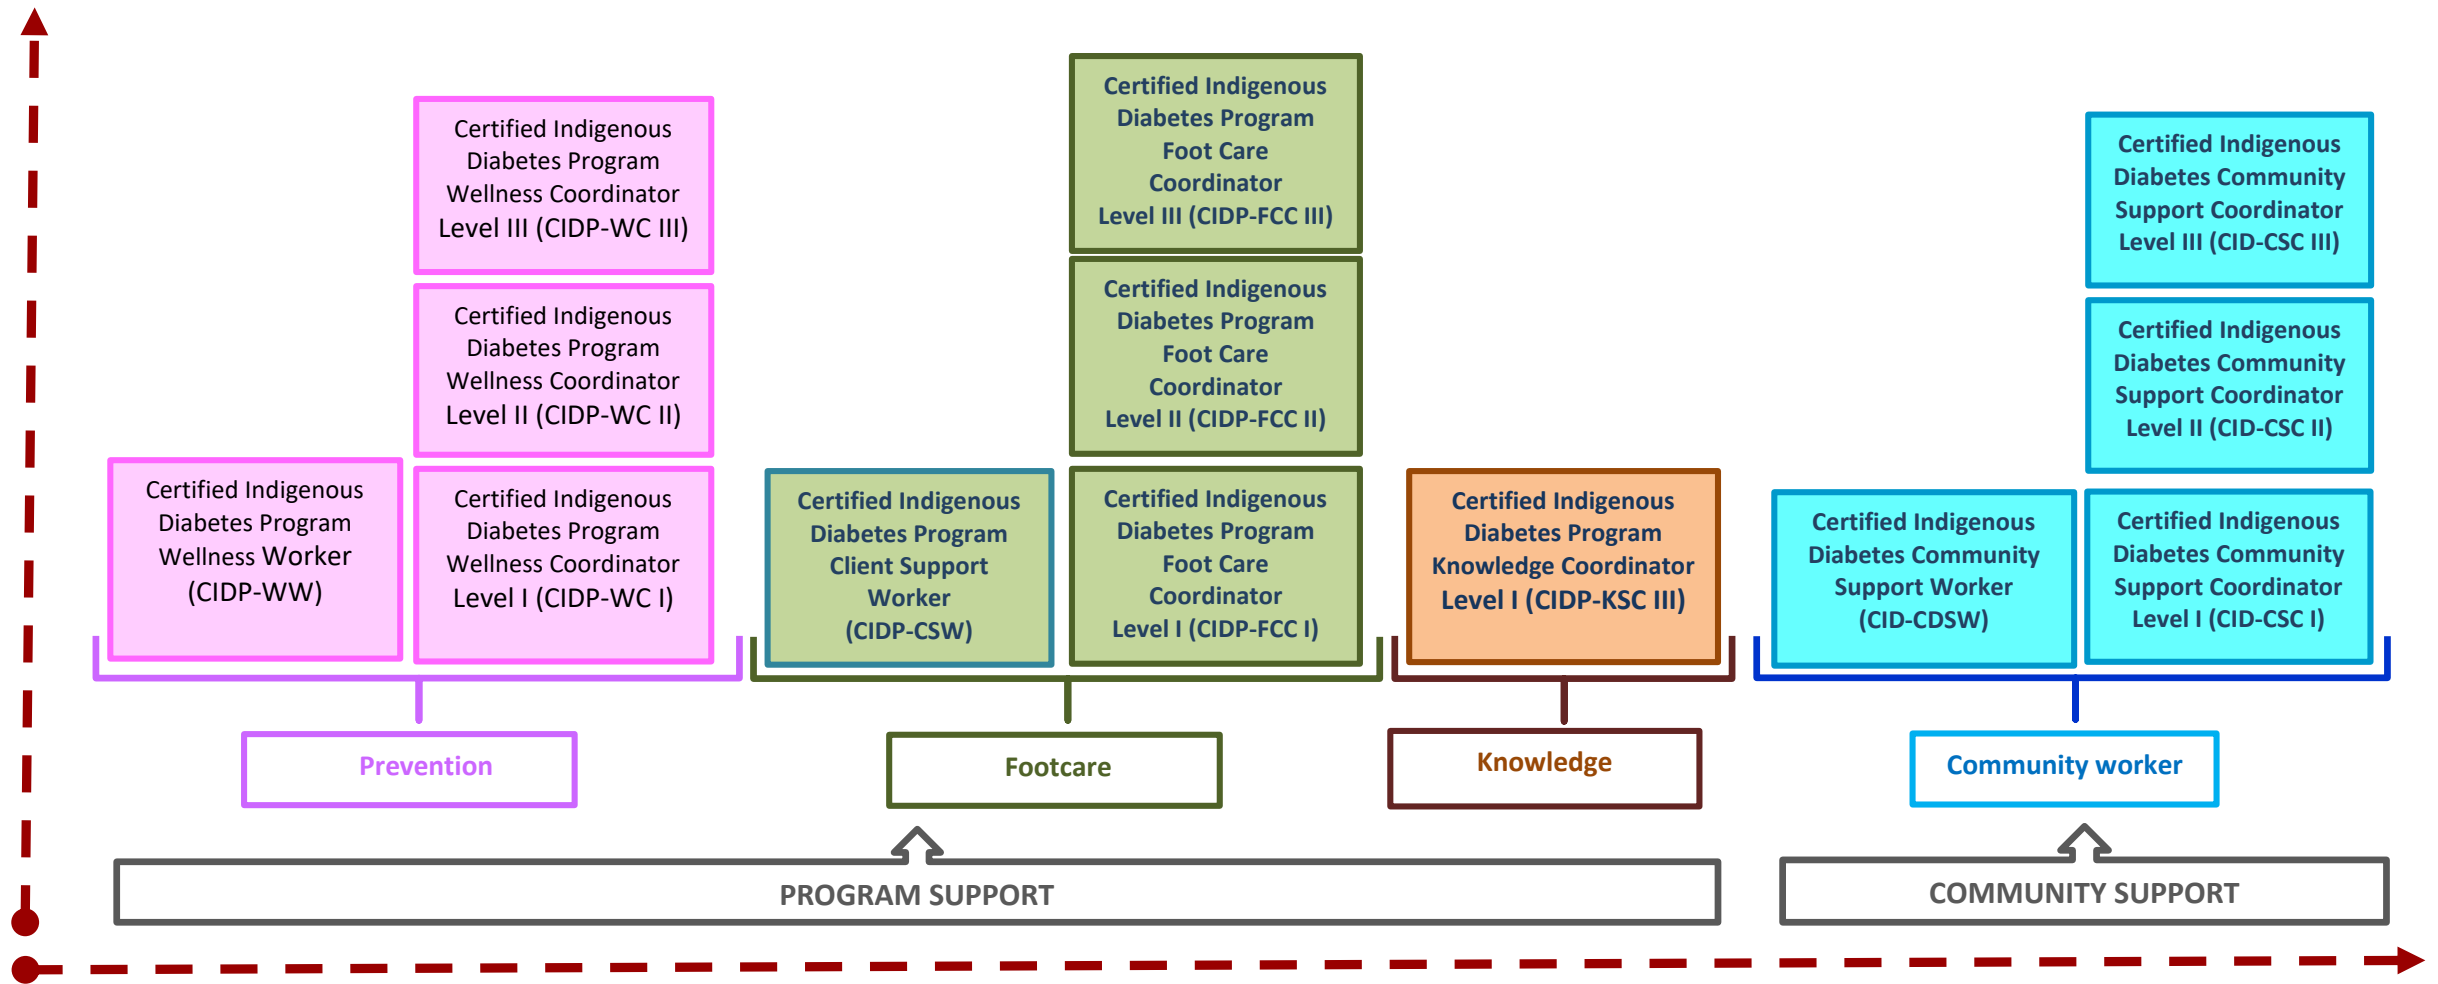 Certified Indigenous
Diabetes Program
Wellness Worker
(CIDP-WW)
Certified Indigenous
Diabetes Program
Wellness Coordinator
Level III (CIDP-WC III)
Certified Indigenous
Diabetes Program
Wellness Coordinator
Level II (CIDP-WC II)
Certified Indigenous
Diabetes Program
Wellness Coordinator
Level I (CIDP-WC I)
Certified Indigenous
Diabetes Program
Client Support
Worker
(CIDP-CSW)
Certified Indigenous
Diabetes Program
Foot Care
Coordinator
Level III (CIDP-FCC III)
Certified Indigenous
Diabetes Program
Foot Care
Coordinator
Level II (CIDP-FCC II)
Certified Indigenous
Diabetes Program
Foot Care
Coordinator
Level I (CIDP-FCC I)
Certified Indigenous
Diabetes Program
Knowledge Coordinator
Level I (CIDP-KSC III)
Certified Indigenous
Diabetes Community
Support Worker
(CID-CDSW)
Certified Indigenous
Diabetes Community
Support Coordinator
Level III (CID-CSC III)
Certified Indigenous
Diabetes Community
Support Coordinator
Level II (CID-CSC II)
Certified Indigenous
Diabetes Community
Support Coordinator
Level I (CID-CSC I)
Prevention
Footcare
Knowledge
Community worker
PROGRAM SUPPORT
COMMUNITY SUPPORT